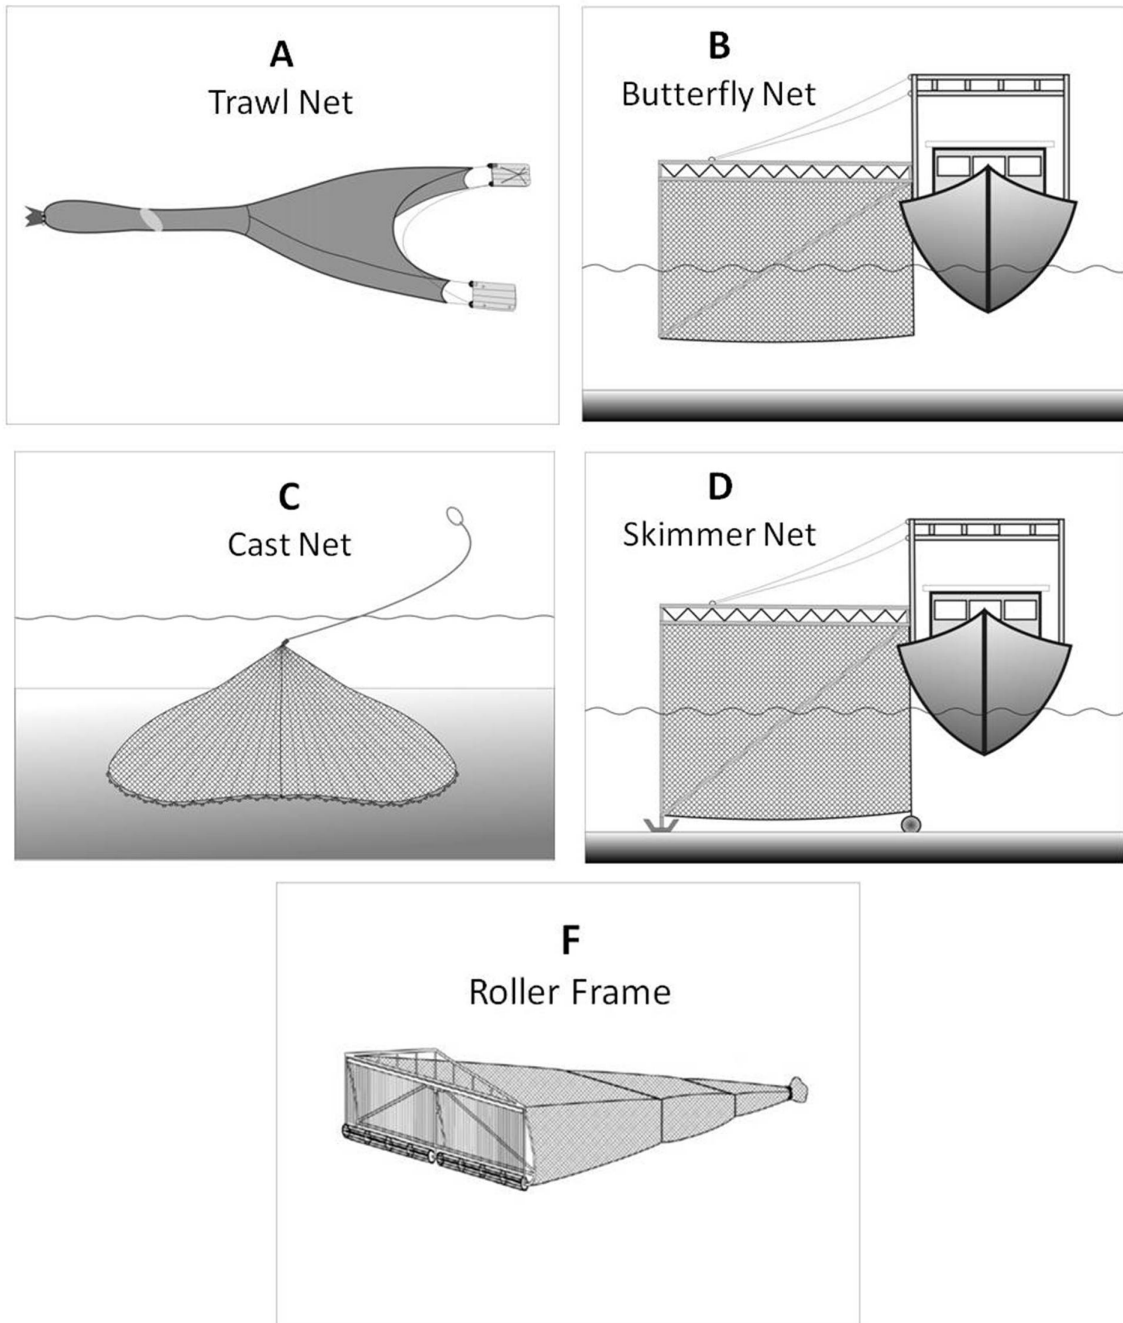 A
Trawl Net
B
Butterfly Net
C
Cast Net
D
Skimmer Net
F
Roller Frame